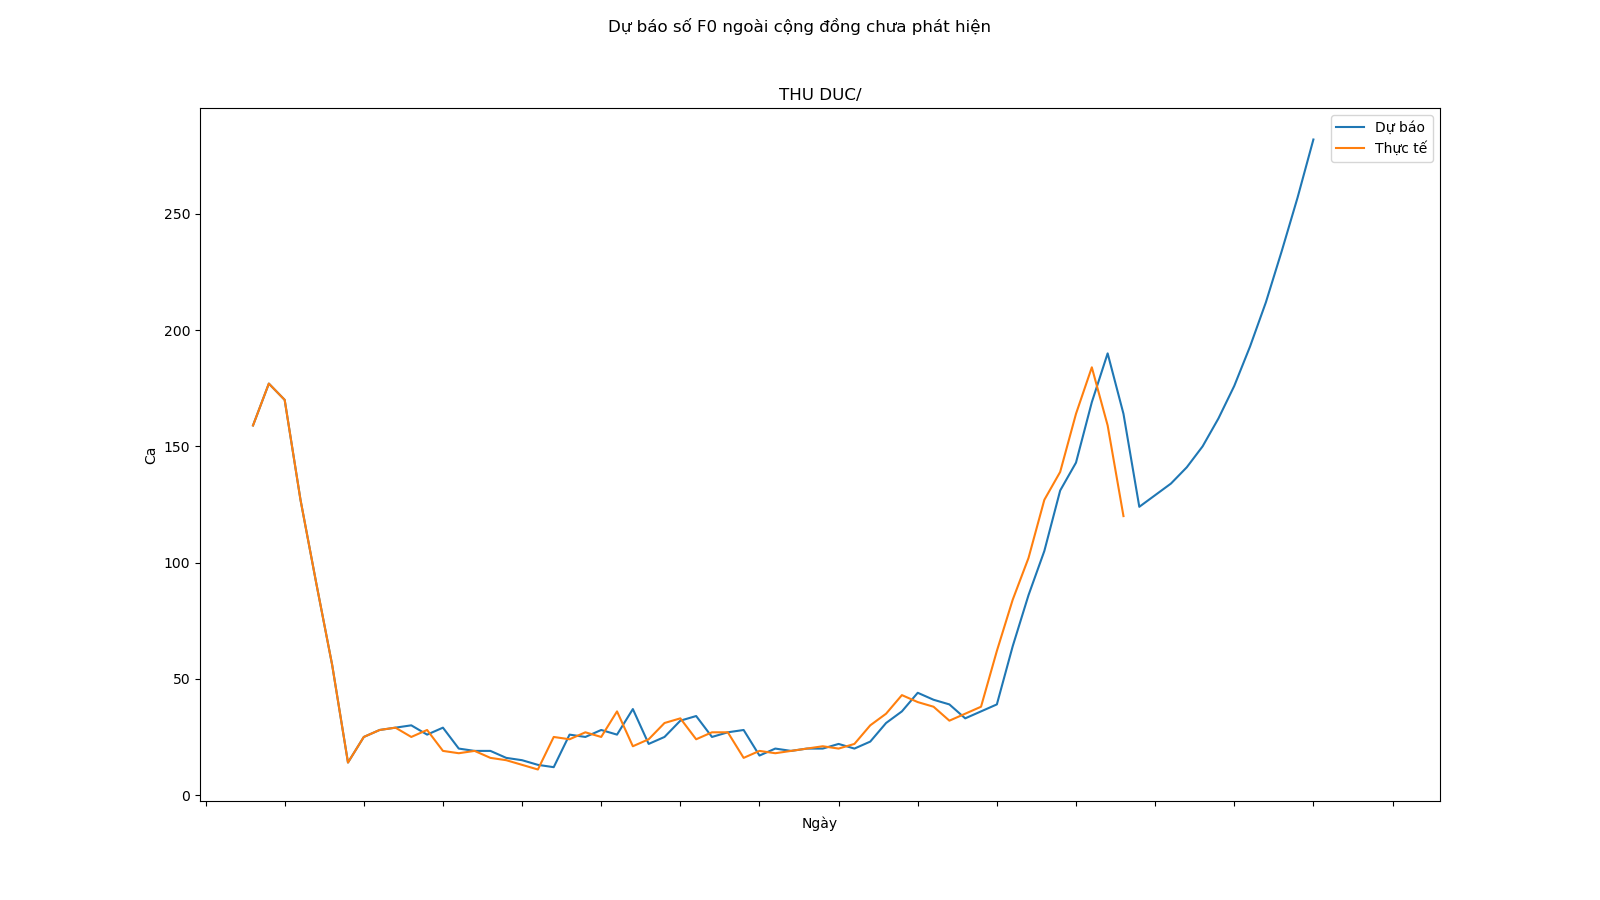 Dự báo số F0 ngoài cộng đồng chưa phát hiện
THU DUC/
Dự báo
Thực tế
250
200
150
100
50
0
Ca
Ngày